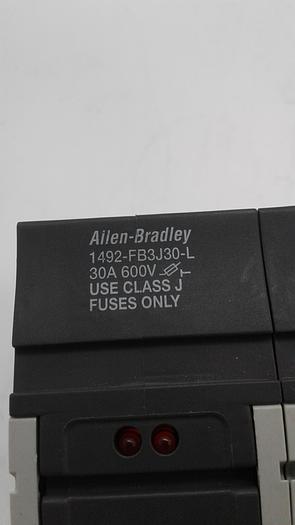 Allen-Bradley
1492-FB3J30-L
30A 600V
USE CLASS J
FUSES ONLY